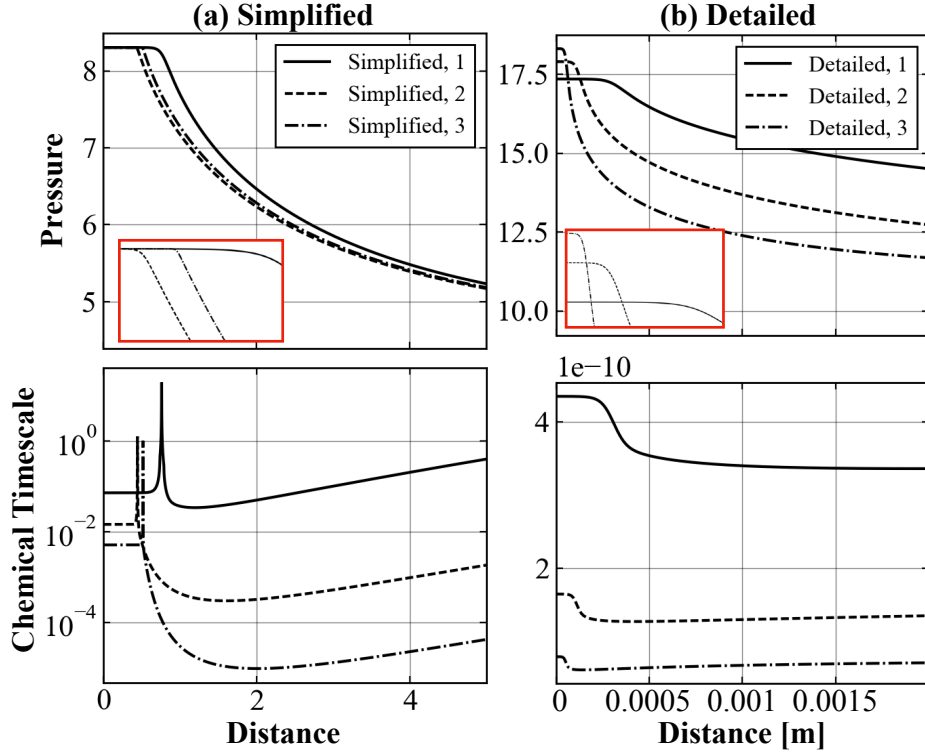 (a) Simplified
(b) Detailed
Pressure
8
7
6
5
Simplified, 1
Simplified, 2
Simplified, 3
17.5
15.0
12.5
10.0
Detailed, 1
Detailed, 2
Detailed, 3
Chemical Timescale
10⁰
10⁻²
10⁻⁴
0
2
4
Distance
1e−10
4
2
0
0.0005
0.001
0.0015
Distance [m]